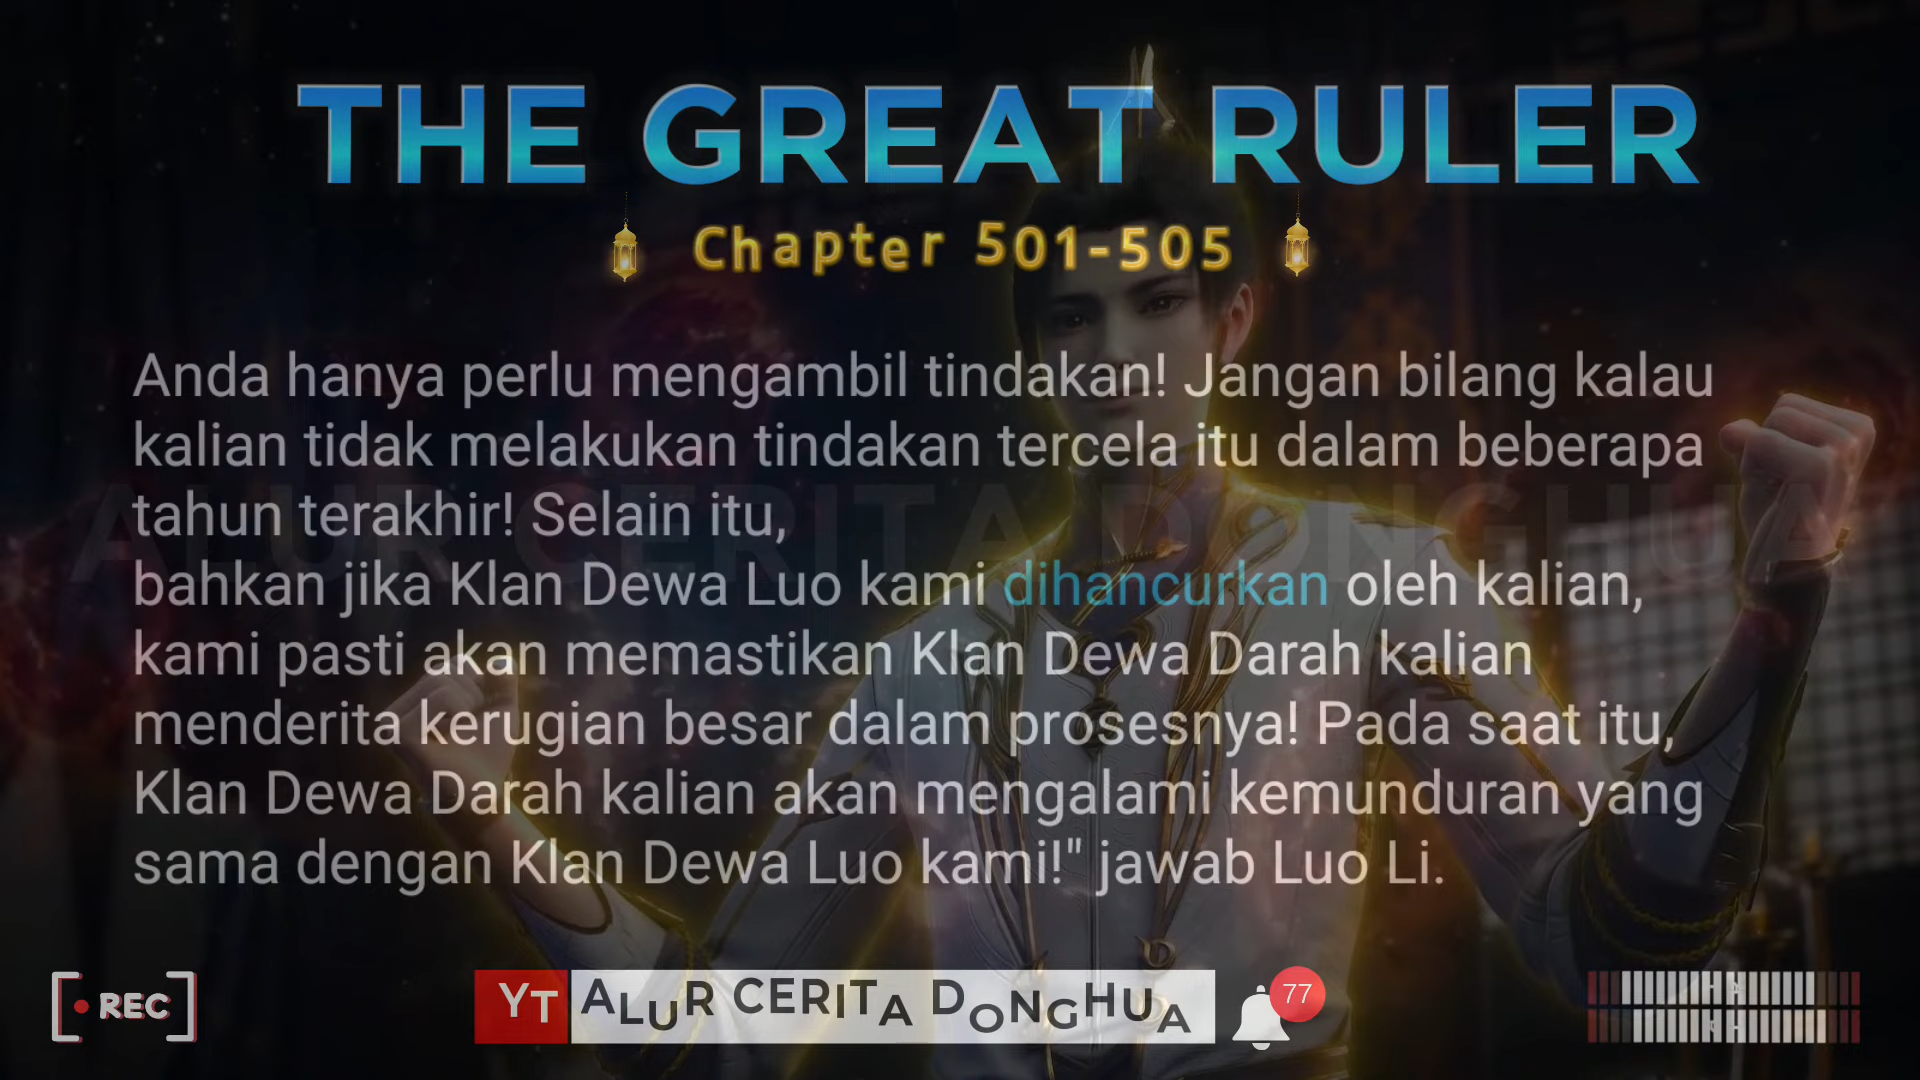 THE GREAT RULER
Chapter 501-505
Anda hanya perlu mengambil tindakan! Jangan bilang kalau
kalian tidak melakukan tindakan tercela itu dalam beberapa
tahun terakhir! Selain itu,
ALUR CERITA DONGHUA
bahkan jika Klan Dewa Luo kami dihancurkan oleh kalian,
kami pasti akan memastikan Klan Dewa Darah kalian
menderita kerugian besar dalam prosesnya! Pada saat itu,
Klan Dewa Darah kalian akan mengalami kemunduran yang
sama dengan Klan Dewa Luo kami!" jawab Luo Li.
REC
YT ALUR CERITA DONGHUA
77